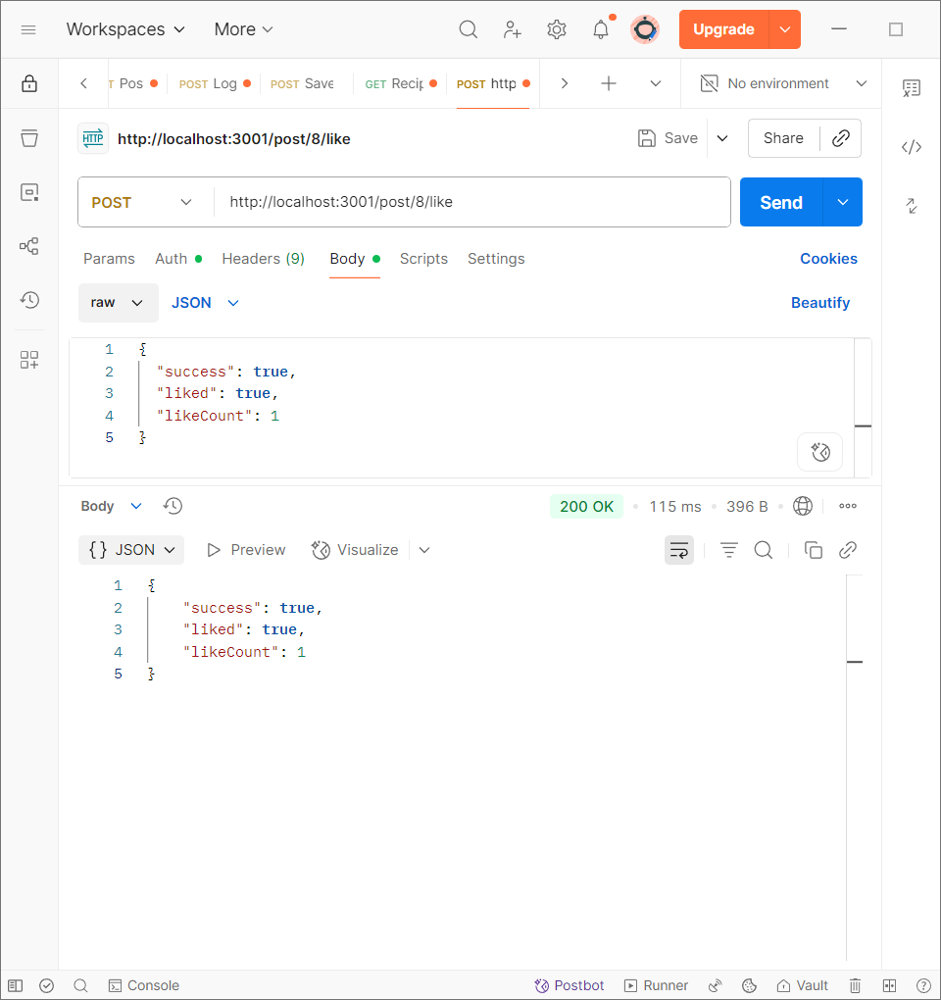 Workspaces More Upgrade
T Pos POST Log POST Save GET Recip POST http No environment
HTTP http://localhost:3001/post/8/like Save Share
POST http://localhost:3001/post/8/like Send
Params Auth Headers (9) Body Scripts Settings Cookies
raw JSON Beautify
1 {
2 "success": true,
3 "liked": true,
4 "likeCount": 1
5 }
Body 200 OK 115 ms 396 B
{} JSON Preview Visualize
1 {
2 "success": true,
3 "liked": true,
4 "likeCount": 1
5 }
Console Postbot Runner Vault